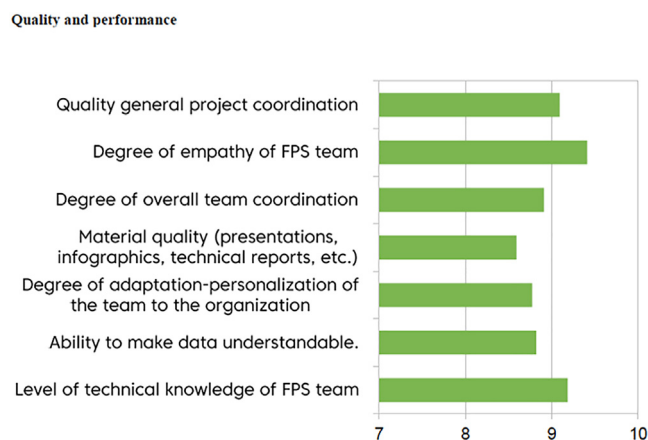 Quality and performance
Quality general project coordination
Degree of empathy of FPS team
Degree of overall team coordination
Material quality (presentations,
infographics, technical reports, etc.)
Degree of adaptation-personalization of
the team to the organization
Ability to make data understandable.
Level of technical knowledge of FPS team
7 8 9 10